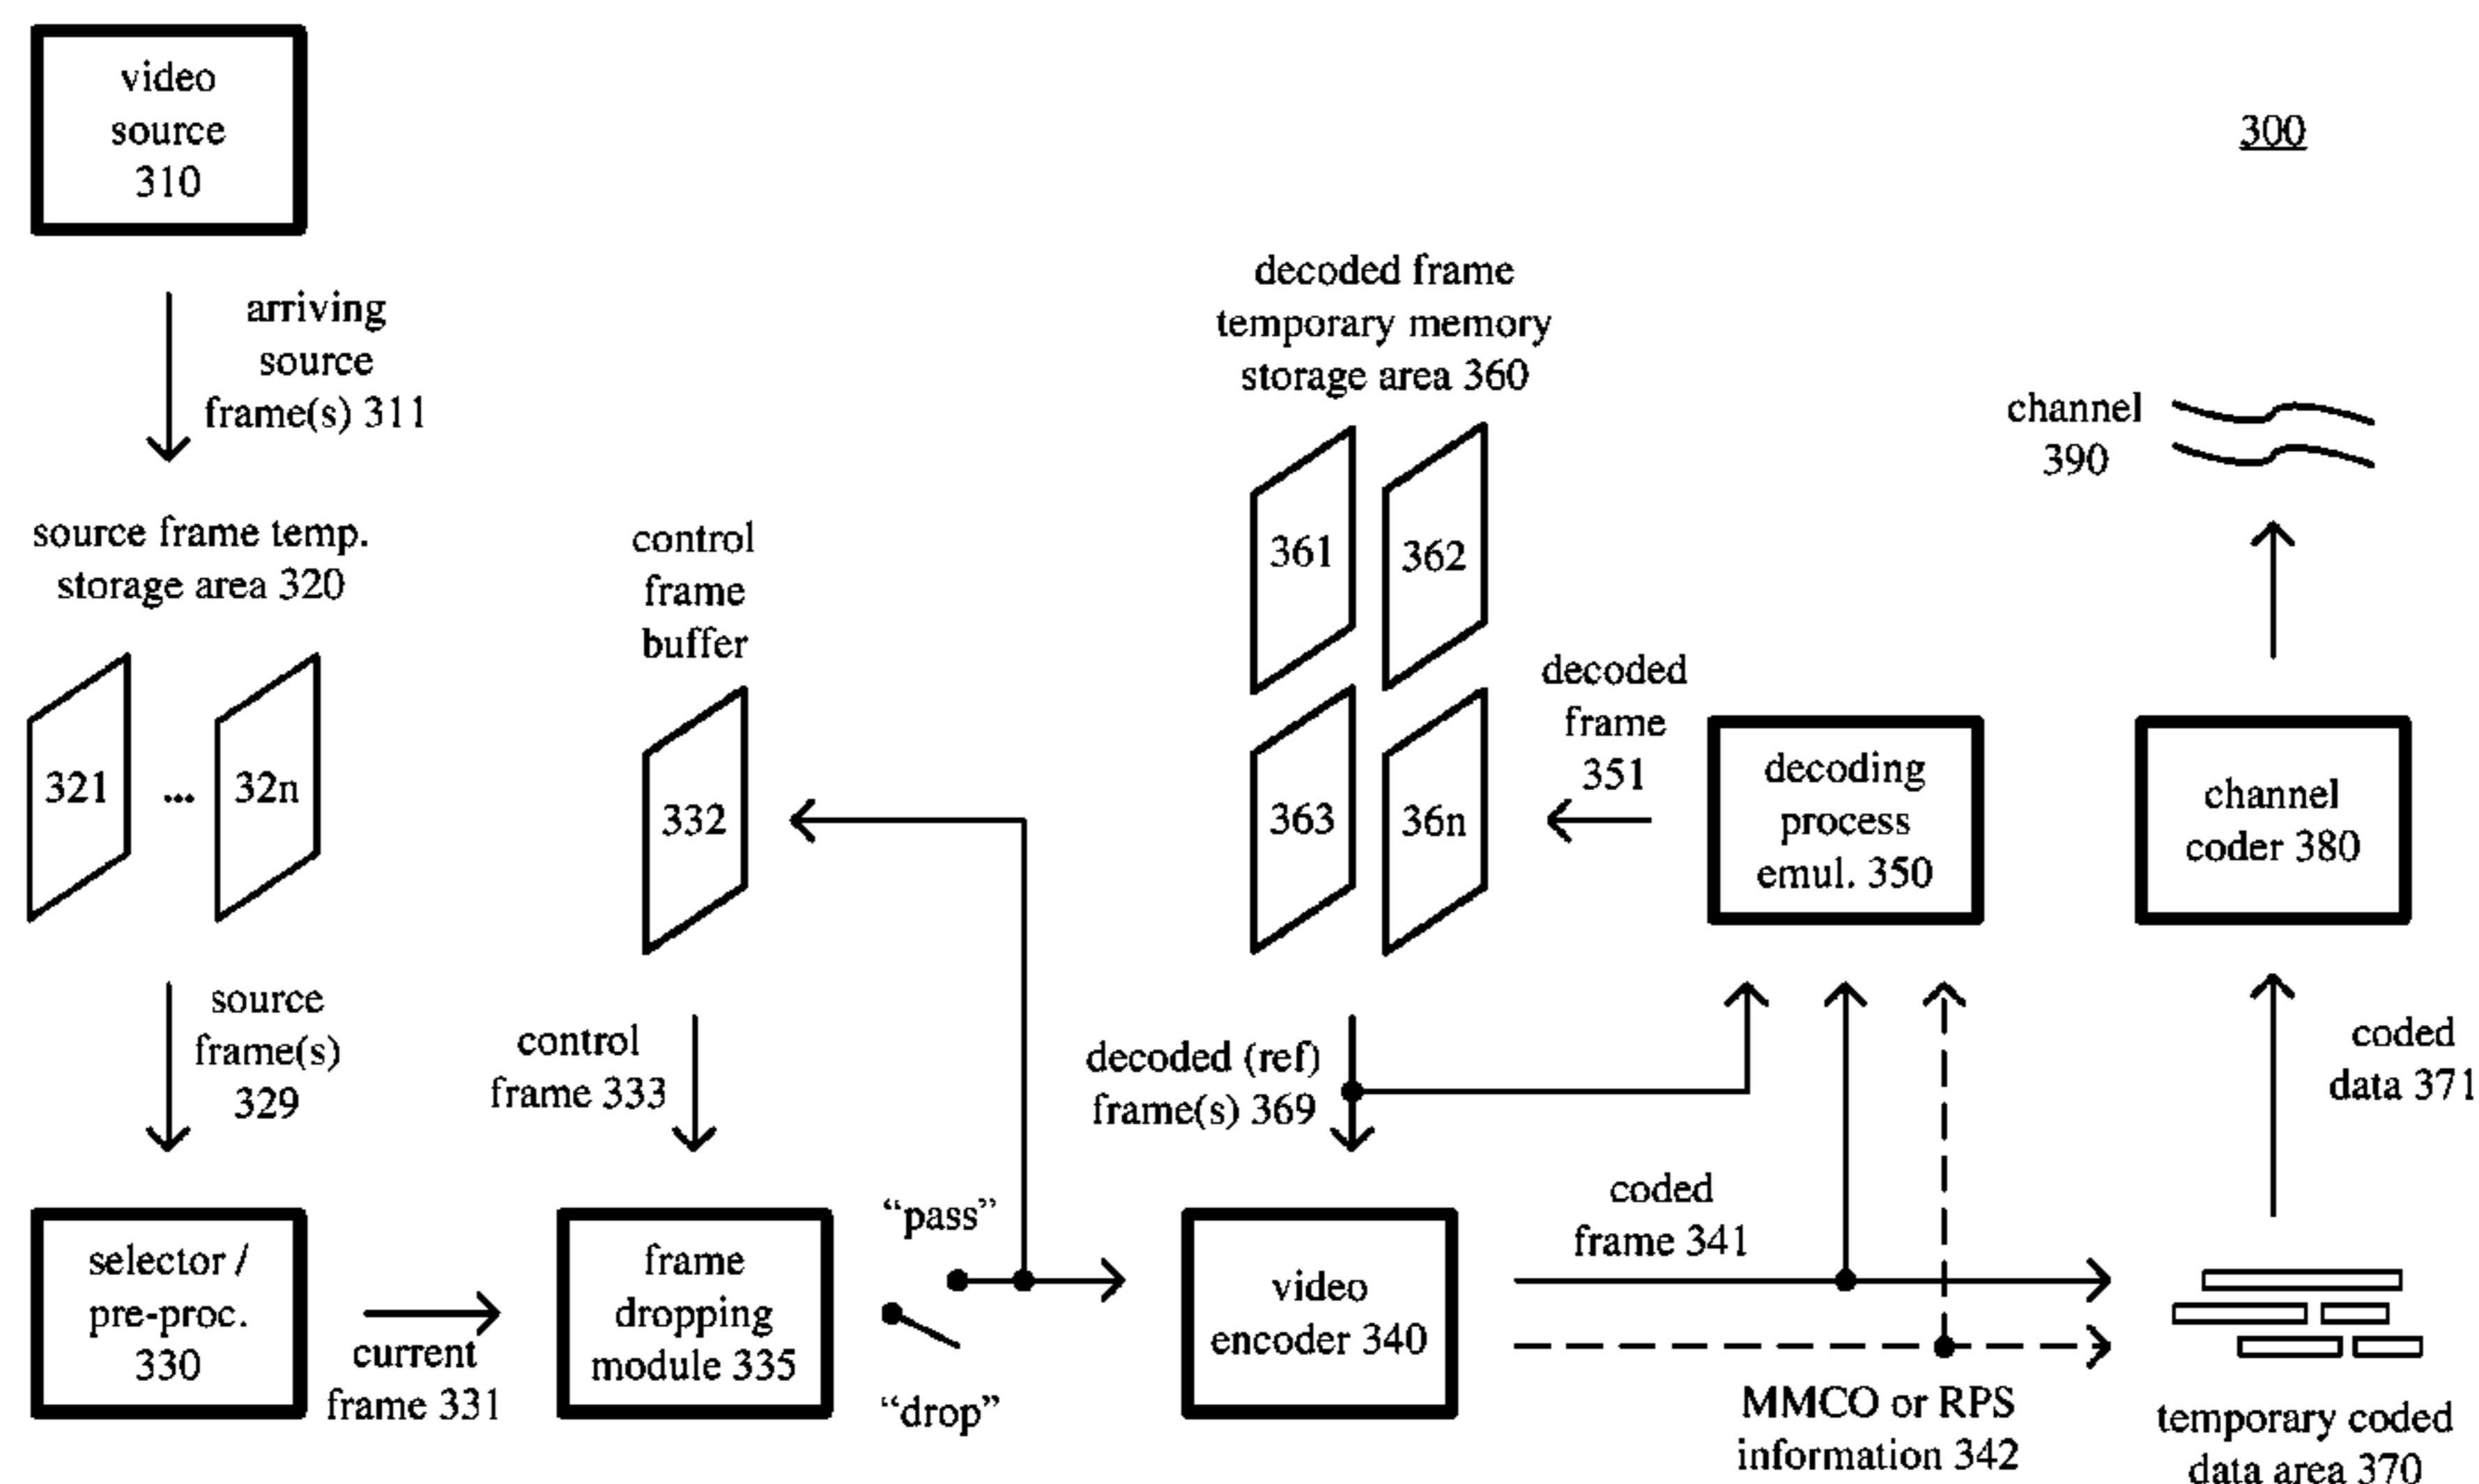 video
source
310
300
arriving
source
frame(s) 311
decoded frame
temporary memory
storage area 360
channel
390
source frame temp.
storage area 320
control
frame
buffer
361
362
321
...
32n
332
363
36n
decoded
frame
351
decoding
process
emul. 350
channel
coder 380
source
frame(s)
329
control
frame 333
decoded (ref)
frame(s) 369
coded
data 371
selector /
pre-proc.
330
current
frame 331
frame
dropping
module 335
“pass”
“drop”
video
encoder 340
coded
frame 341
MMCO or RPS
information 342
temporary coded
data area 370